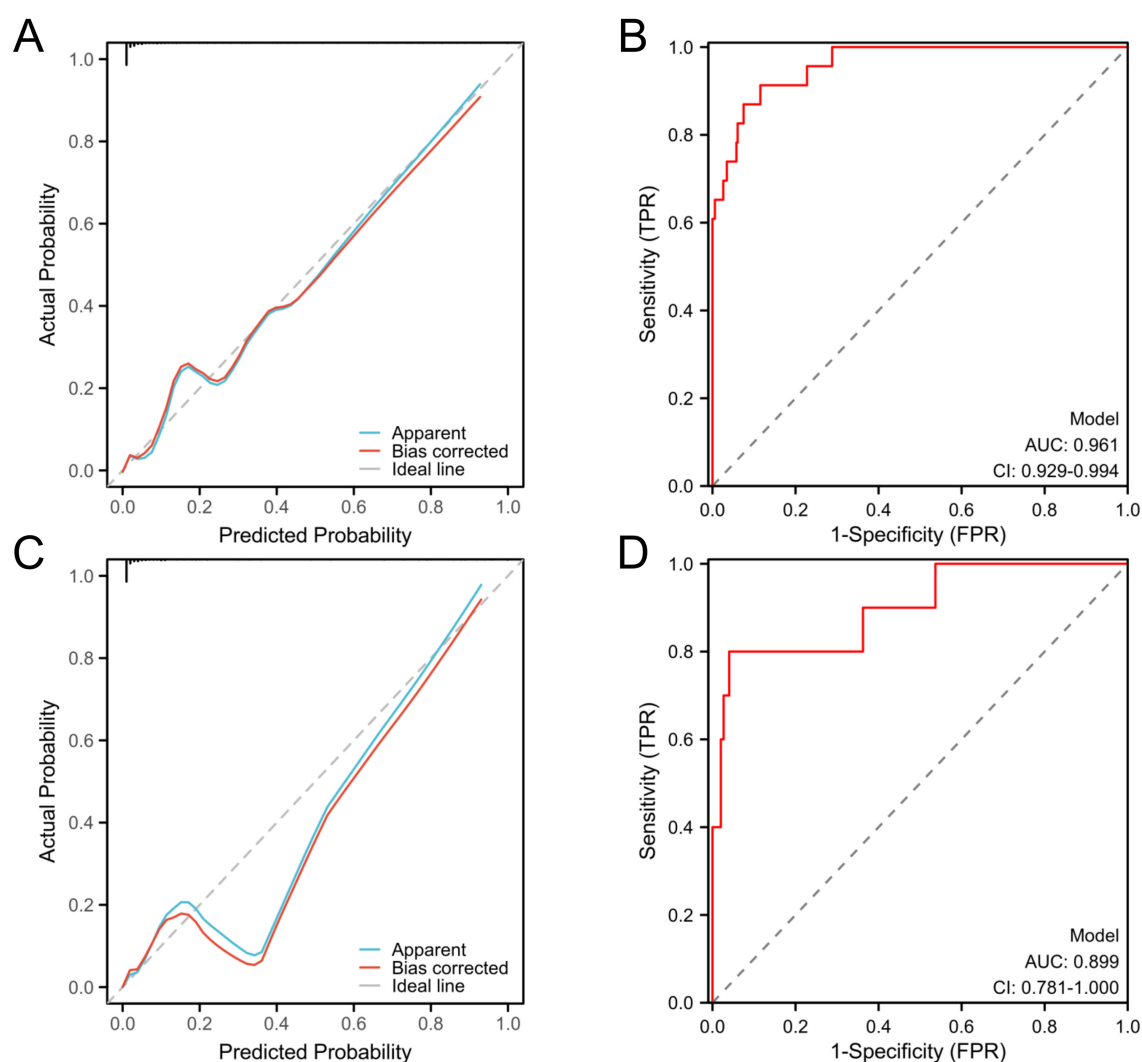 A
1.0
0.8
0.6
0.4
0.2
0.0
Actual Probability
Apparent
Bias corrected
Ideal line
0.0 0.2 0.4 0.6 0.8 1.0
Predicted Probability
B
1.0
0.8
0.6
0.4
0.2
0.0
Sensitivity (TPR)
Model
AUC: 0.961
CI: 0.929-0.994
0.0 0.2 0.4 0.6 0.8 1.0
1-Specificity (FPR)
C
1.0
0.8
0.6
0.4
0.2
0.0
Actual Probability
Apparent
Bias corrected
Ideal line
0.0 0.2 0.4 0.6 0.8 1.0
Predicted Probability
D
1.0
0.8
0.6
0.4
0.2
0.0
Sensitivity (TPR)
Model
AUC: 0.899
CI: 0.781-1.000
0.0 0.2 0.4 0.6 0.8 1.0
1-Specificity (FPR)